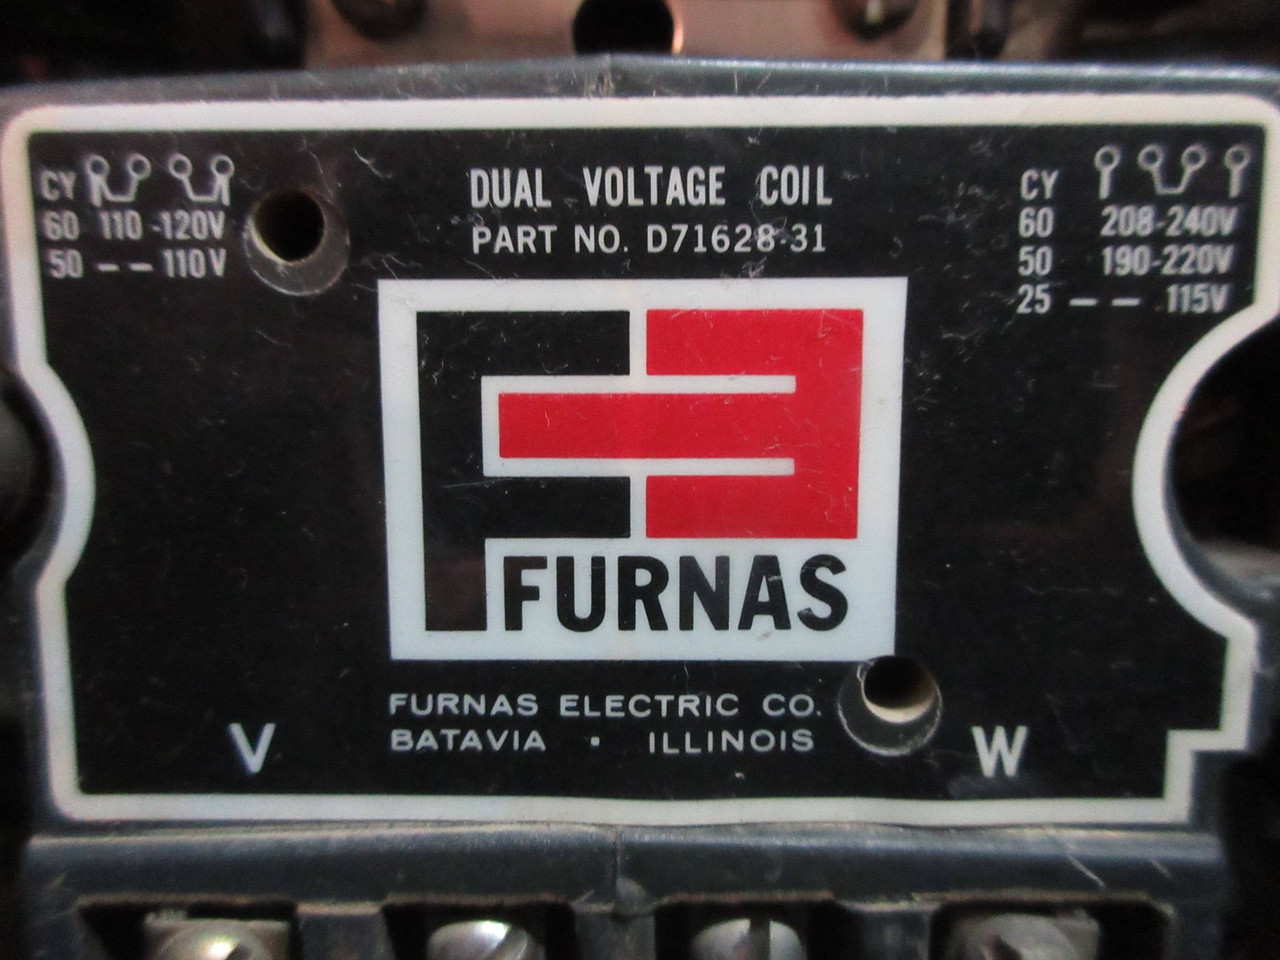 CY
60 110-120V
50 -- 110V
DUAL VOLTAGE COIL
PART NO. D71628-31
CY
60 208-240V
50 190-220V
25 -- 115V
FURNAS
FURNAS ELECTRIC CO.
BATAVIA · ILLINOIS
V
W